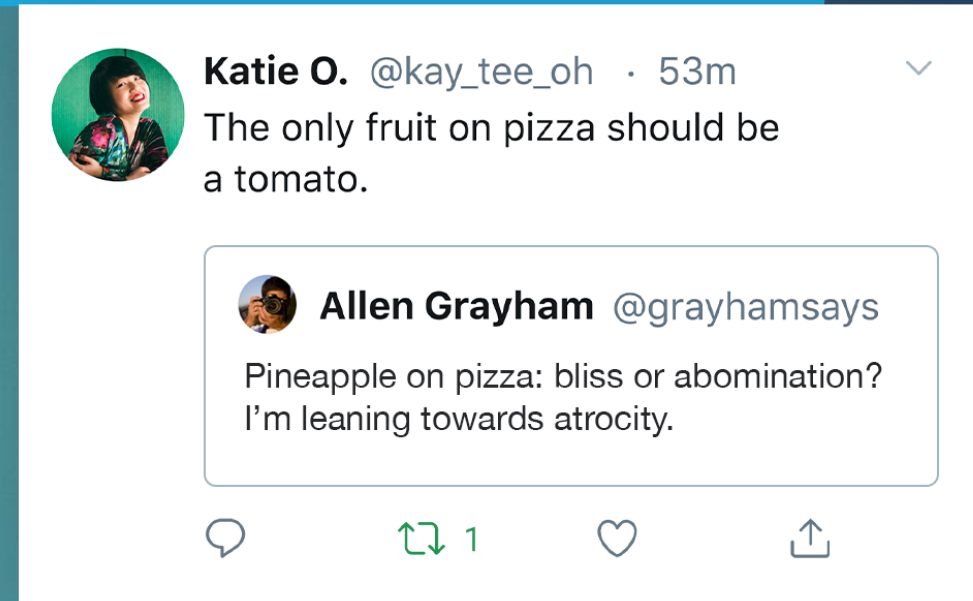 Katie O. @kay_tee_oh · 53m
The only fruit on pizza should be
a tomato.
Allen Grayham @grayhamsays
Pineapple on pizza: bliss or abomination?
I’m leaning towards atrocity.
1